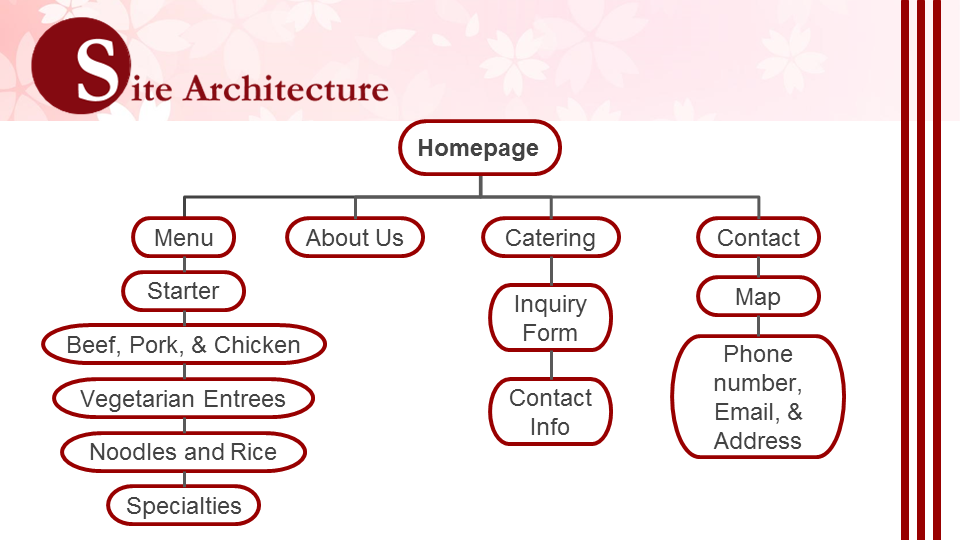 Site Architecture
Homepage
Menu
About Us
Catering
Contact
Starter
Beef, Pork, & Chicken
Vegetarian Entrees
Noodles and Rice
Specialties
Inquiry
Form
Contact
Info
Map
Phone
number,
Email, &
Address